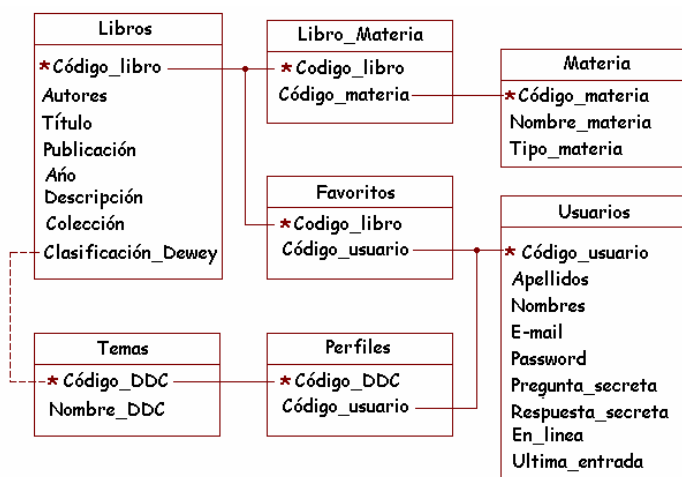 Libros
*Código_libro
Autores
Título
Publicación
Ańo
Descripción
Colección
Clasificación_Dewey
Libro_Materia
*Codigo_libro
Código_materia
Materia
*Código_materia
Nombre_materia
Tipo_materia
Favoritos
*Codigo_libro
Código_usuario
Usuarios
* Código_usuario
Apellidos
Nombres
E-mail
Password
Pregunta_secreta
Respuesta_secreta
En_linea
Ultima_entrada
Temas
* Código_DDC
Nombre_DDC
Perfiles
*Código_DDC
Código_usuario